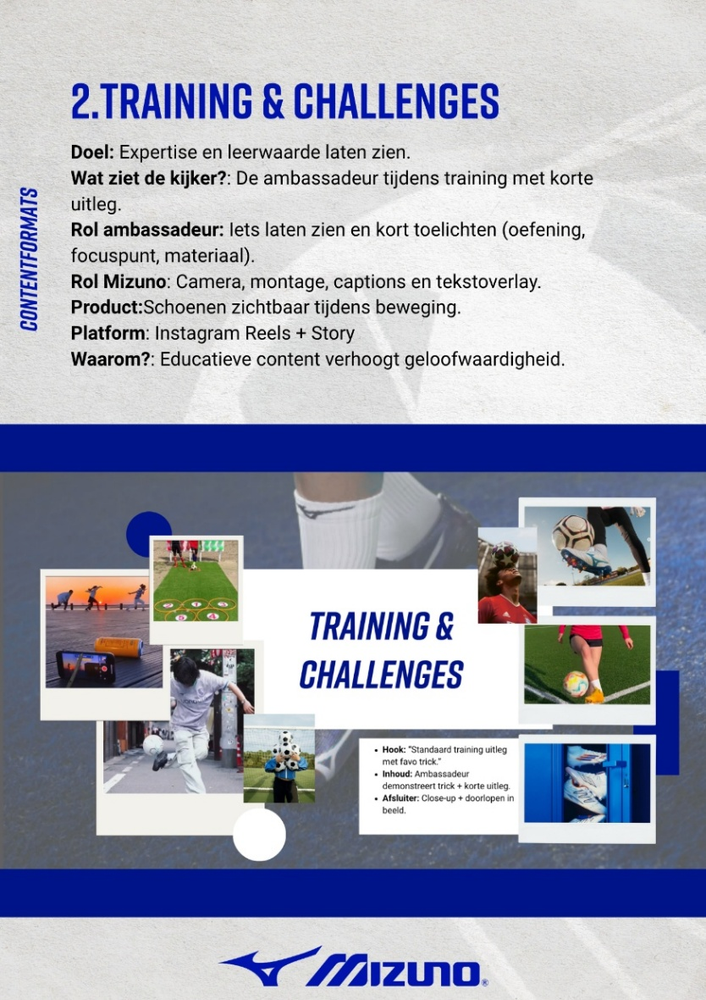 2.TRAINING & CHALLENGES
Doel: Expertise en leerwaarde laten zien.
Wat ziet de kijker?: De ambassadeur tijdens training met korte
uitleg.
Rol ambassadeur: Iets laten zien en kort toelichten (oefening,
focuspunt, materiaal).
Rol Mizuno: Camera, montage, captions en tekstoverlay.
Product:Schoenen zichtbaar tijdens beweging.
Platform: Instagram Reels + Story
Waarom?: Educatieve content verhoogt geloofwaardigheid.
CONTENTFORMATS
TRAINING &
CHALLENGES
• Hook: “Standaard training uitleg
met favo trick.”
• Inhoud: Ambassadeur
demonstreert trick + korte uitleg.
• Afsluiter: Close-up + doorlopen in
beeld.
MIZUNO®